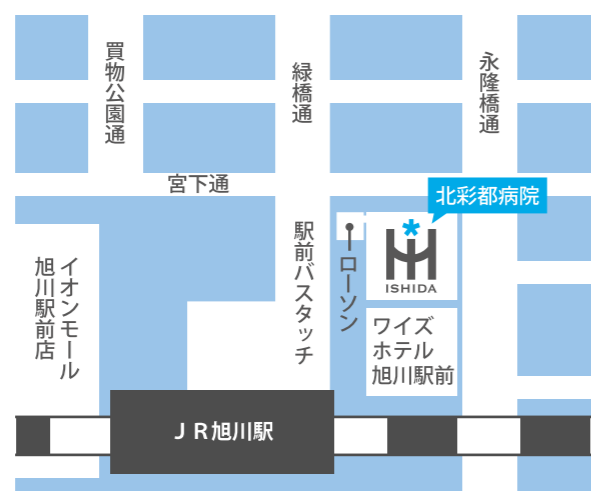 買物公園通
緑橋通
永隆橋通
宮下通
北彩都病院
ISHIDA
駅前バスタッチ
ローソン
イオンモール
旭川駅前店
ワイズ
ホテル
旭川駅前
JR旭川駅